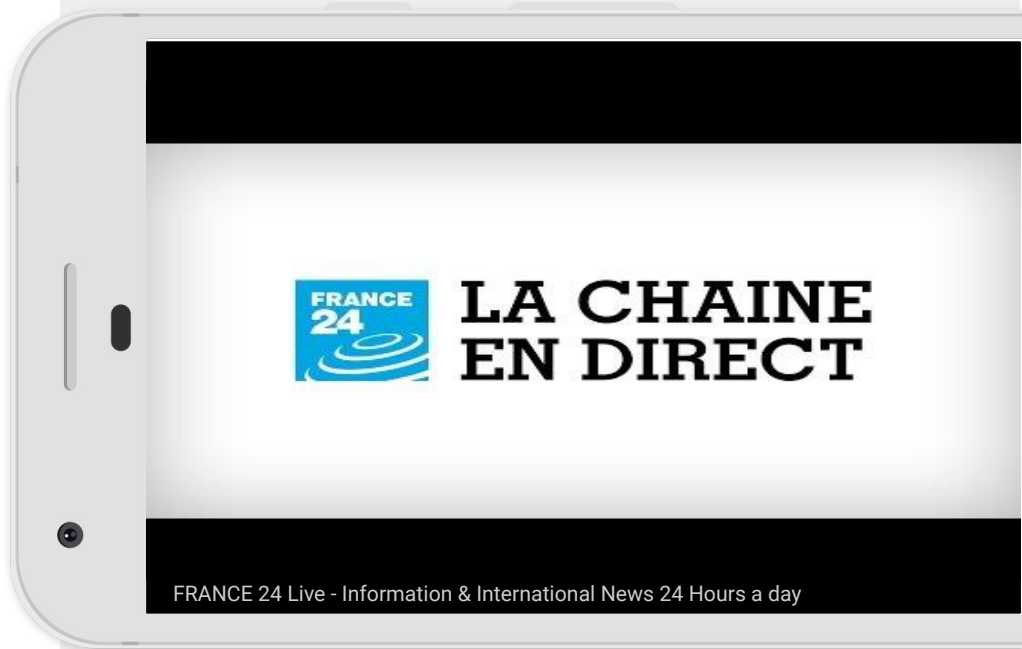 FRANCE
24
LA CHAINE
EN DIRECT
FRANCE 24 Live - Information & International News 24 Hours a day